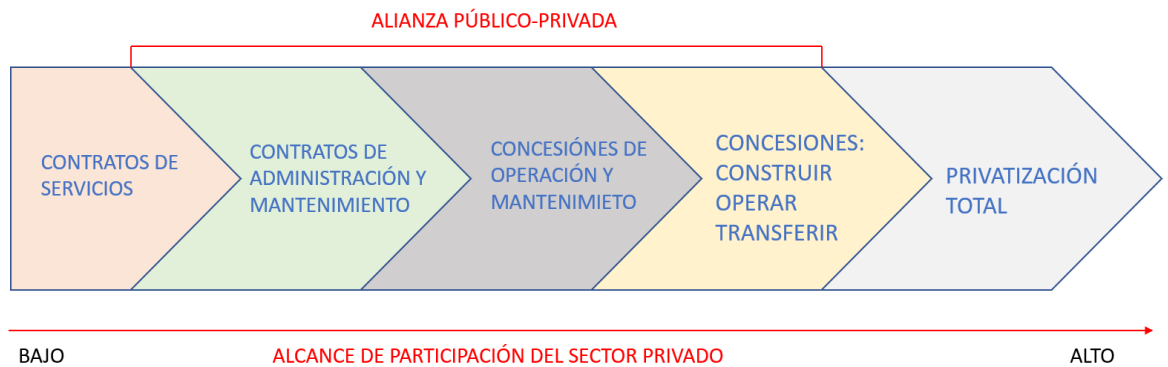 ALIANZA PÚBLICO-PRIVADA
CONTRATOS DE
SERVICIOS
CONTRATOS DE
ADMINISTRACIÓN Y
MANTENIMIENTO
CONCESIÓNES DE
OPERACIÓN Y
MANTENIMIETO
CONCESIONES:
CONSTRUIR
OPERAR
TRANSFERIR
PRIVATIZACIÓN
TOTAL
BAJO
ALCANCE DE PARTICIPACIÓN DEL SECTOR PRIVADO
ALTO